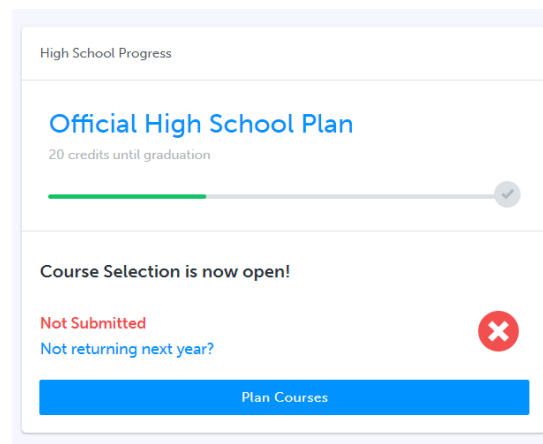 High School Progress
Official High School Plan
20 credits until graduation
Course Selection is now open!
Not Submitted
Not returning next year?
Plan Courses